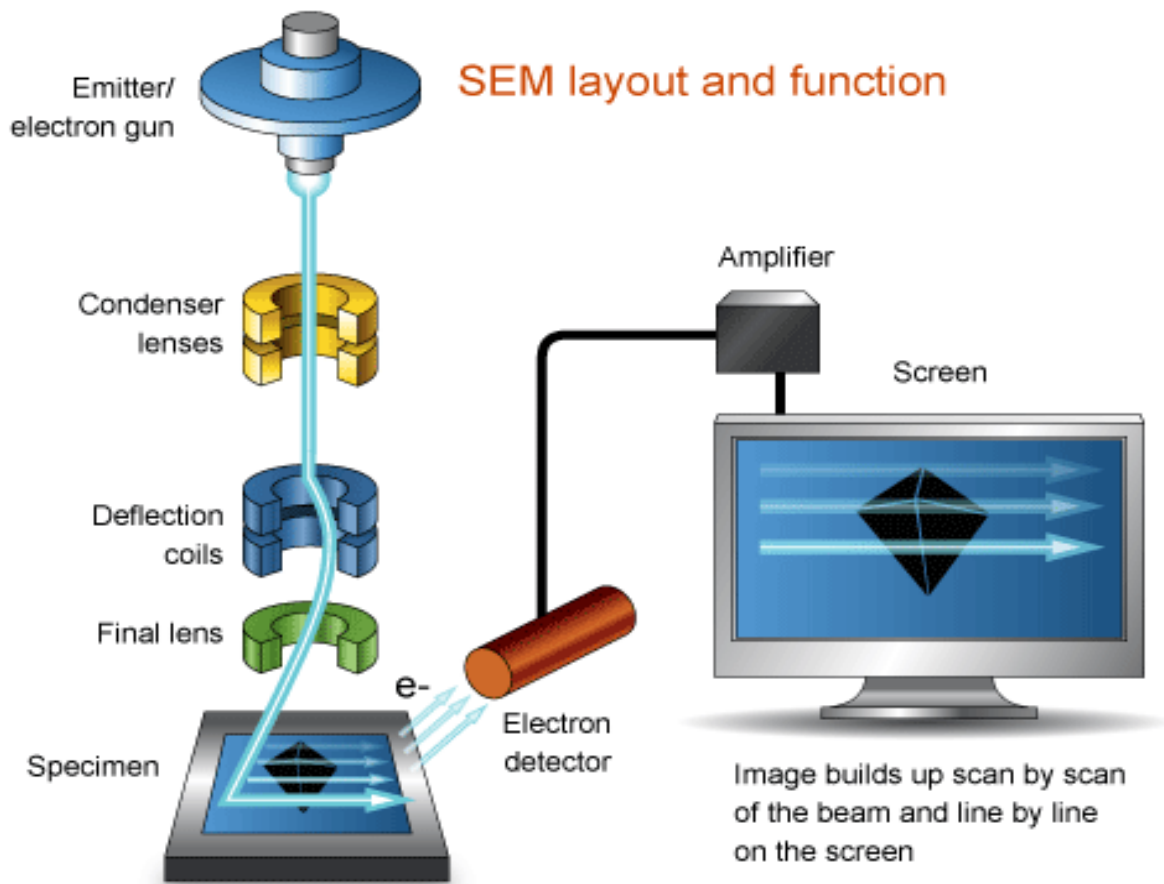 SEM layout and function
Emitter/
electron gun
Condenser
lenses
Deflection
coils
Final lens
Specimen
e-
Electron
detector
Amplifier
Screen
Image builds up scan by scan
of the beam and line by line
on the screen